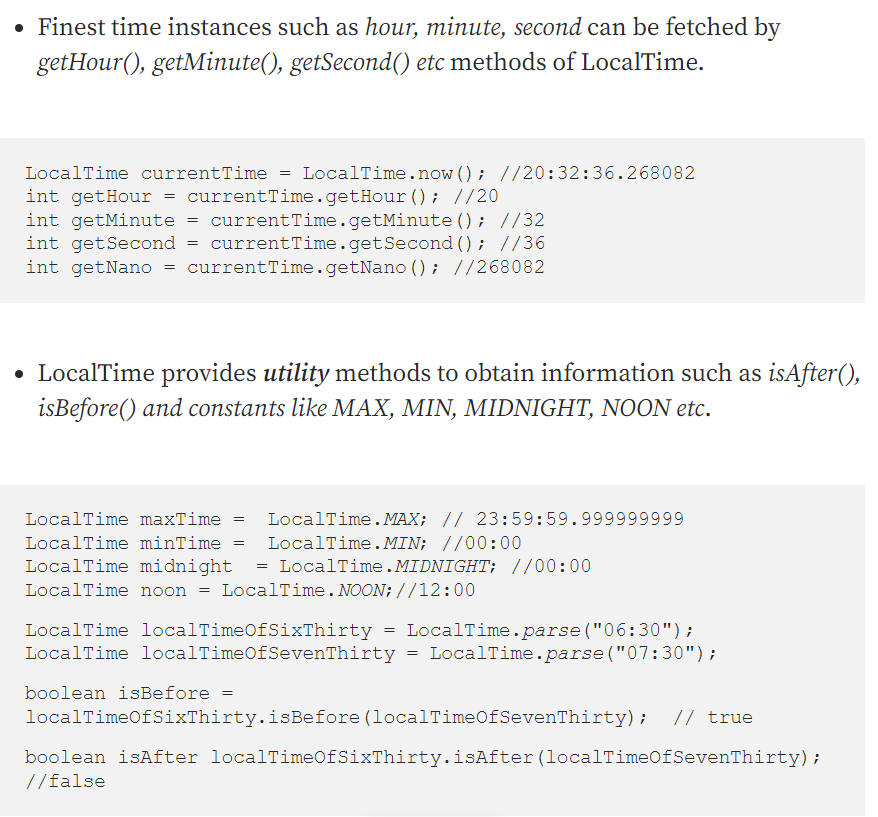 • Finest time instances such as hour, minute, second can be fetched by
getHour(), getMinute(), getSecond() etc methods of LocalTime.
LocalTime currentTime = LocalTime.now(); //20:32:36.268082
int getHour = currentTime.getHour(); //20
int getMinute = currentTime.getMinute(); //32
int getSecond = currentTime.getSecond(); //36
int getNano = currentTime.getNano(); //268082
• LocalTime provides utility methods to obtain information such as isAfter(),
isBefore() and constants like MAX, MIN, MIDNIGHT, NOON etc.
LocalTime maxTime =  LocalTime.MAX; // 23:59:59.999999999
LocalTime minTime =  LocalTime.MIN; //00:00
LocalTime midnight  = LocalTime.MIDNIGHT; //00:00
LocalTime noon = LocalTime.NOON;//12:00
LocalTime localTimeOfSixThirty = LocalTime.parse("06:30");
LocalTime localTimeOfSevenThirty = LocalTime.parse("07:30");
boolean isBefore =
localTimeOfSixThirty.isBefore(localTimeOfSevenThirty);  // true
boolean isAfter localTimeOfSixThirty.isAfter(localTimeOfSevenThirty);
//false